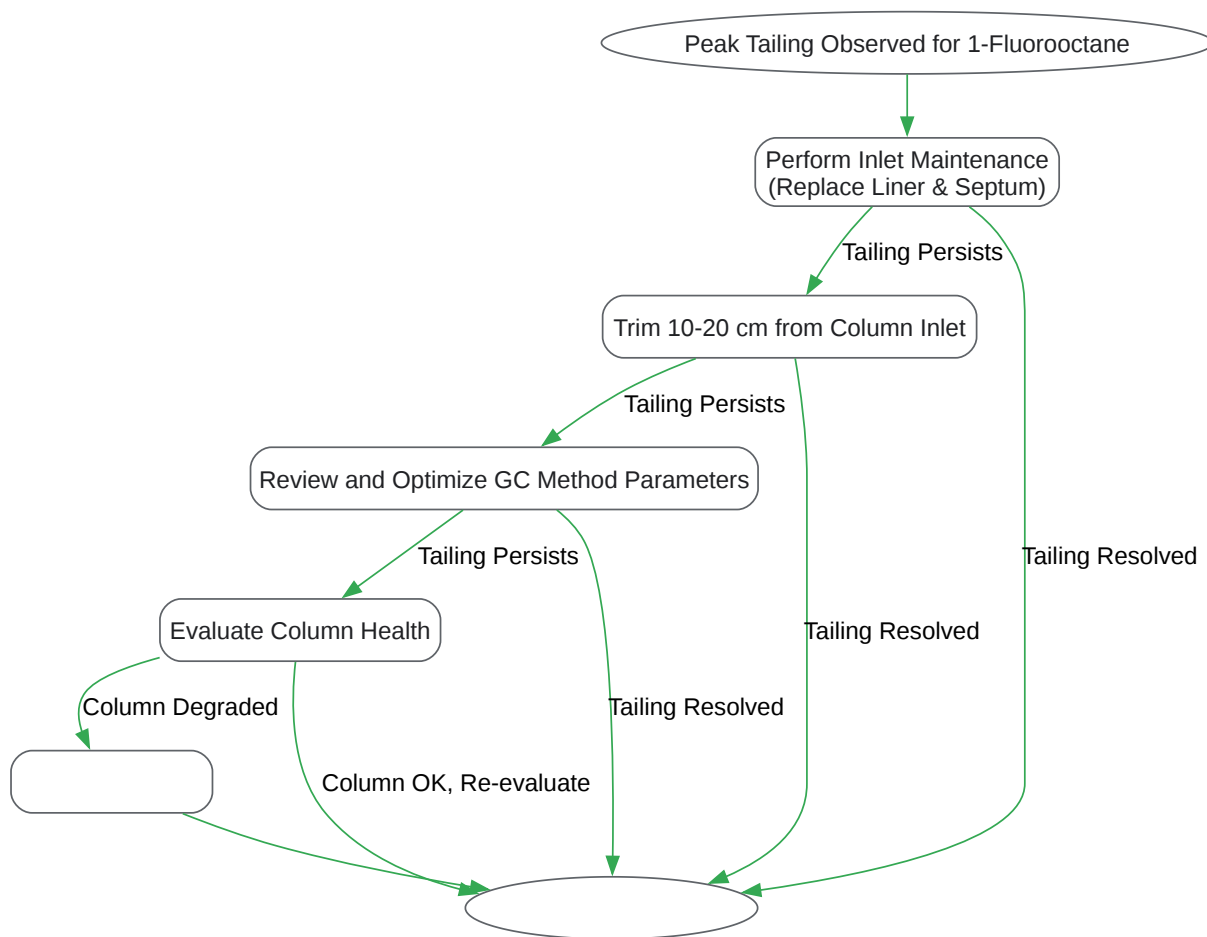 Peak Tailing Observed for 1-Fluorooctane
Perform Inlet Maintenance
(Replace Liner & Septum)
Tailing Persists
Trim 10-20 cm from Column Inlet
Tailing Persists
Review and Optimize GC Method Parameters
Tailing Persists
Tailing Resolved
Evaluate Column Health
Tailing Resolved
Column Degraded
Tailing Resolved
Column OK, Re-evaluate